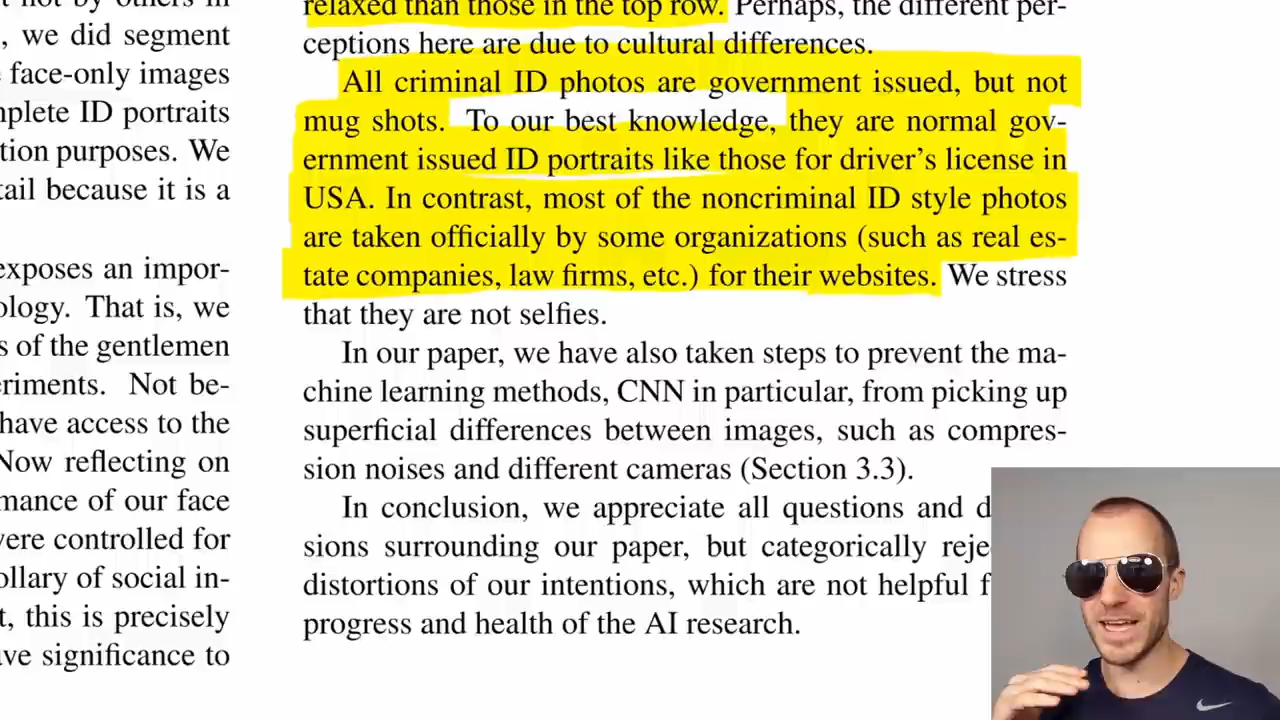 not by others in
, we did segment
face-only images
mplete ID portraits
tion purposes. We
tail because it is a
exposes an impor-
ology. That is, we
s of the gentlemen
eriments. Not be-
have access to the
Now reflecting on
rmance of our face
were controlled for
ollary of social in-
t, this is precisely
ve significance to
relaxed than those in the top row. Perhaps, the different per-
ceptions here are due to cultural differences.
All criminal ID photos are government issued, but not
mug shots. To our best knowledge, they are normal gov-
ernment issued ID portraits like those for driver's license in
USA. In contrast, most of the noncriminal ID style photos
are taken officially by some organizations (such as real es-
tate companies, law firms, etc.) for their websites. We stress
that they are not selfies.
In our paper, we have also taken steps to prevent the ma-
chine learning methods, CNN in particular, from picking up
superficial differences between images, such as compres-
sion noises and different cameras (Section 3.3).
In conclusion, we appreciate all questions and d
sions surrounding our paper, but categorically reje
distortions of our intentions, which are not helpful f
progress and health of the AI research.